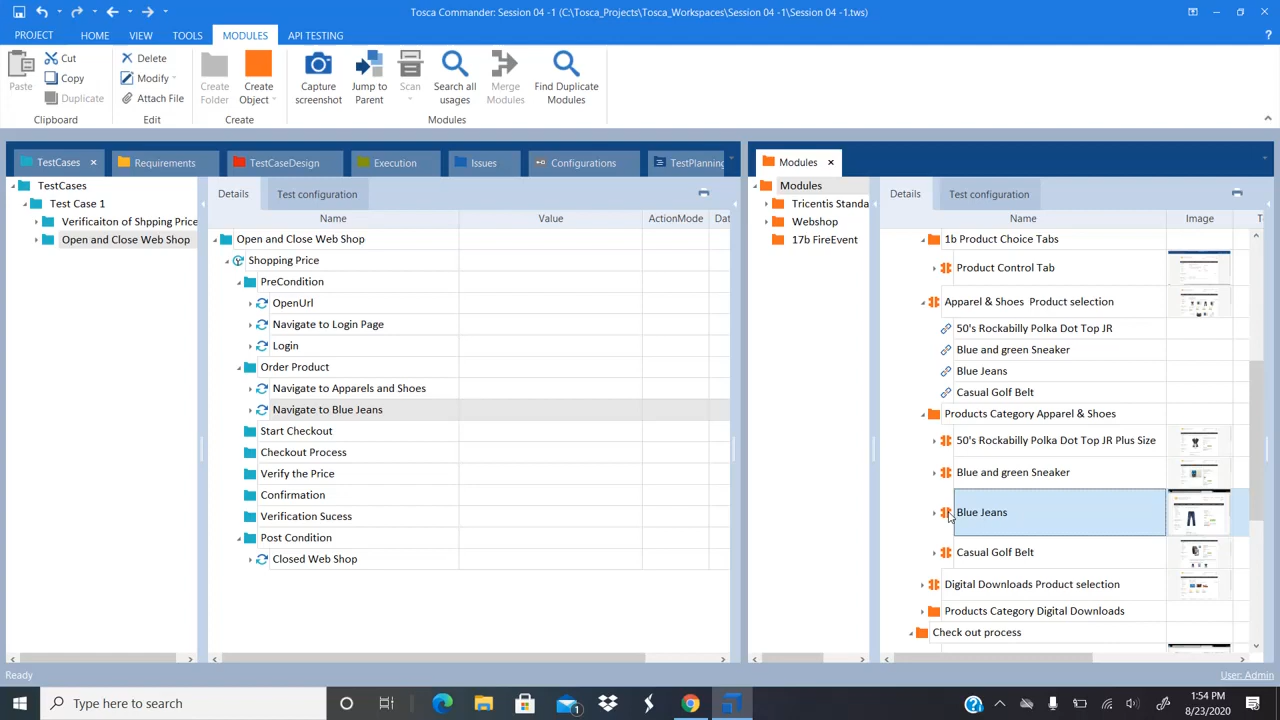 Tosca Commander: Session 04 -1 (C:\Tosca_Projects\Tosca_Workspaces\Session 04 -1\Session 04 -1.tws)
PROJECT HOME VIEW TOOLS MODULES API TESTING
Paste
Cut
Copy
Duplicate
Clipboard
Delete
Modify
Attach File
Edit
Create Folder
Create Object
Create
Capture screenshot
Jump to Parent
Scan
Search all usages
Merge Modules
Find Duplicate Modules
Modules
TestCases Requirements TestCaseDesign Execution Issues Configurations TestPlanning
Modules
TestCases
Test Case 1
Verificaiton of Shpping Price
Open and Close Web Shop
Details Test configuration
Name Value ActionMode Dat
Open and Close Web Shop
Shopping Price
PreCondition
OpenUrl
Navigate to Login Page
Login
Order Product
Navigate to Apparels and Shoes
Navigate to Blue Jeans
Start Checkout
Checkout Process
Verify the Price
Confirmation
Verification Sucess
Post Condition
Closed Web Shop
Modules
Tricentis Standa
Webshop
17b FireEvent
Details Test configuration
Name Image
1b Product Choice Tabs
Product Control Tab
Apparel & Shoes Product selection
50's Rockabilly Polka Dot Top JR
Blue and green Sneaker
Blue Jeans
Casual Golf Belt
Products Category Apparel & Shoes
50's Rockabilly Polka Dot Top JR Plus Size
Blue and green Sneaker
Blue Jeans
Casual Golf Belt
Digital Downloads Product selection
Products Category Digital Downloads
Check out process
Ready
User: Admin
Type here to search
1:54 PM
8/23/2020